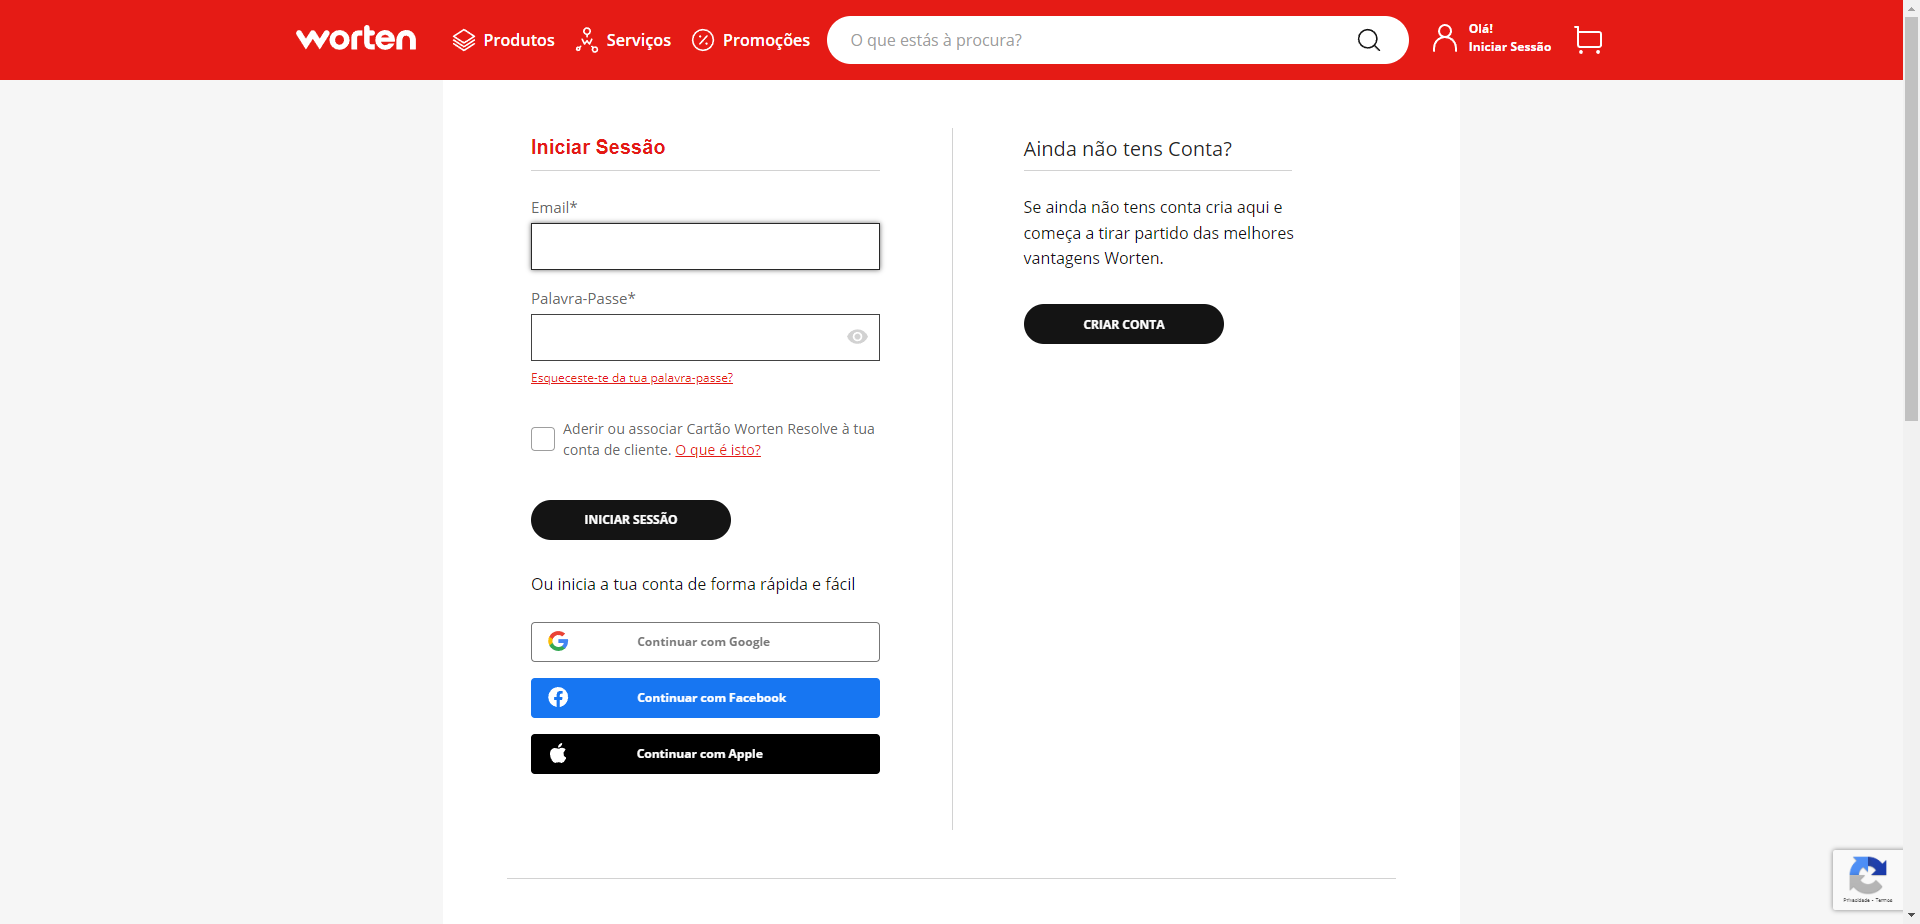 worten
Produtos
Serviços
Promoções
O que estás à procura?
Olá!
Iniciar Sessão
Iniciar Sessão
Email*
Palavra-Passe*
Esqueceste-te da tua palavra-passe?
Aderir ou associar Cartão Worten Resolve à tua
conta de cliente. O que é isto?
INICIAR SESSÃO
Ou inicia a tua conta de forma rápida e fácil
Continuar com Google
Continuar com Facebook
Continuar com Apple
Ainda não tens Conta?
Se ainda não tens conta cria aqui e
começa a tirar partido das melhores
vantagens Worten.
CRIAR CONTA
Privacidade - Termos